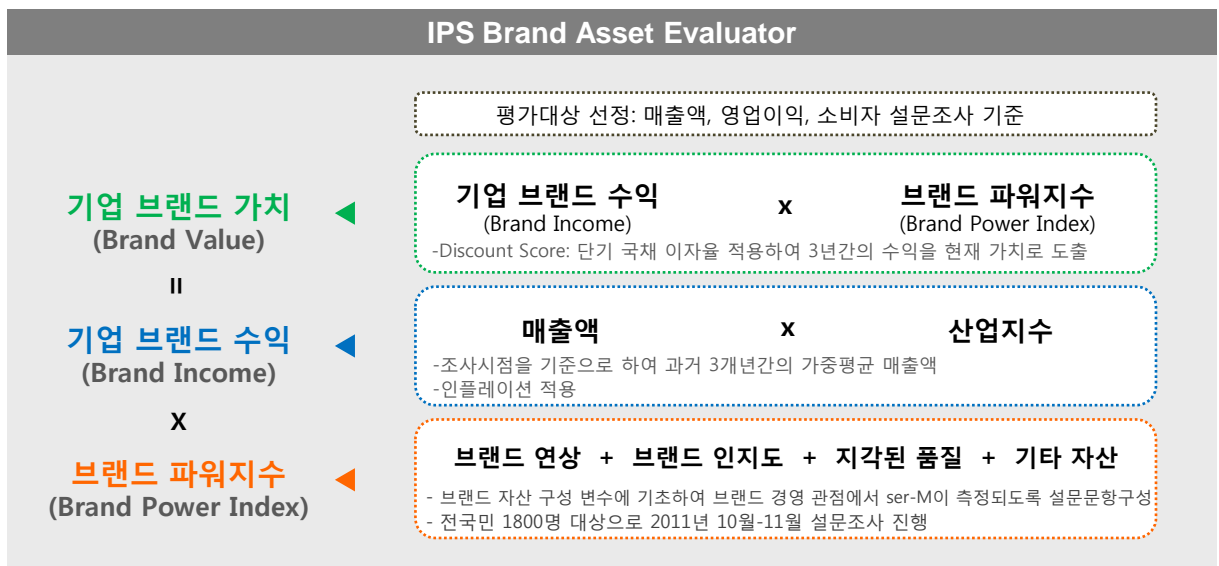 IPS Brand Asset Evaluator
평가대상 선정: 매출액, 영업이익, 소비자 설문조사 기준
기업 브랜드 가치
(Brand Value)
기업 브랜드 수익 x 브랜드 파워지수
(Brand Income) (Brand Power Index)
-Discount Score: 단기 국채 이자율 적용하여 3년간의 수익을 현재 가치로 도출
=
기업 브랜드 수익
(Brand Income)
매출액 x 산업지수
-조사시점을 기준으로 하여 과거 3개년간의 가중평균 매출액
-인플레이션 적용
X
브랜드 파워지수
(Brand Power Index)
브랜드 연상 + 브랜드 인지도 + 지각된 품질 + 기타 자산
- 브랜드 자산 구성 변수에 기초하여 브랜드 경영 관점에서 ser-M이 측정되도록 설문문항구성
- 전국민 1800명 대상으로 2011년 10월-11월 설문조사 진행